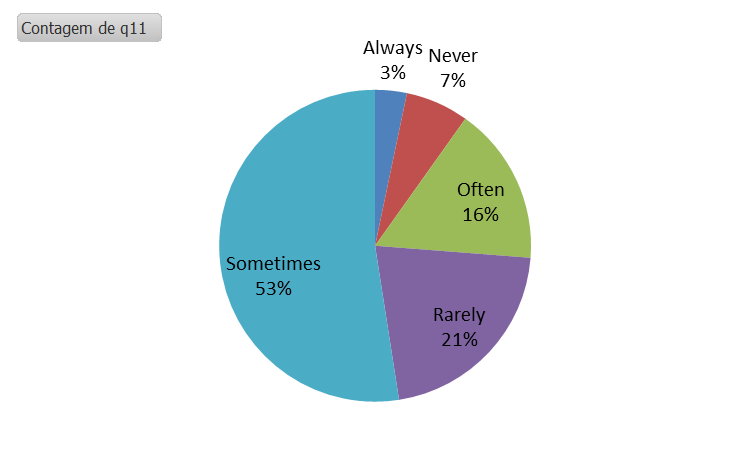 Contagem de q11
Always
3%
Never
7%
Often
16%
Rarely
21%
Sometimes
53%